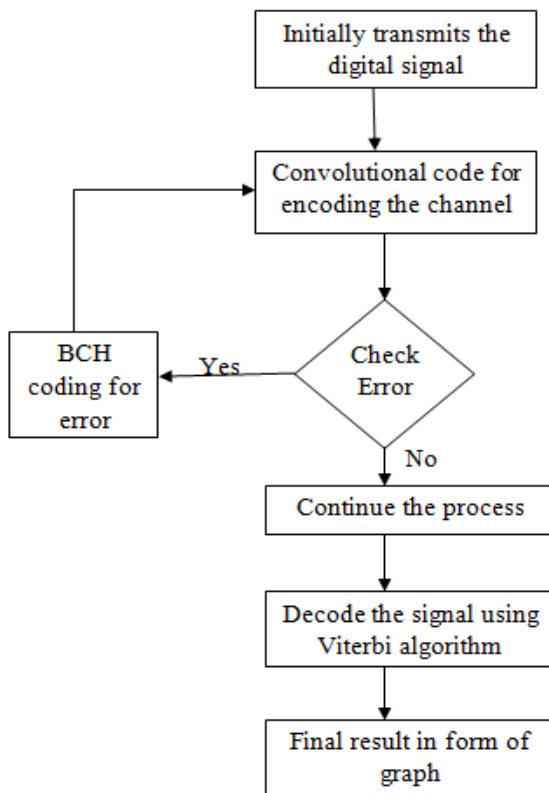 Initially transmits the
digital signal
Convolutional code for
encoding the channel
Check
Error
Yes
BCH
coding for
error
No
Continue the process
Decode the signal using
Viterbi algorithm
Final result in form of
graph